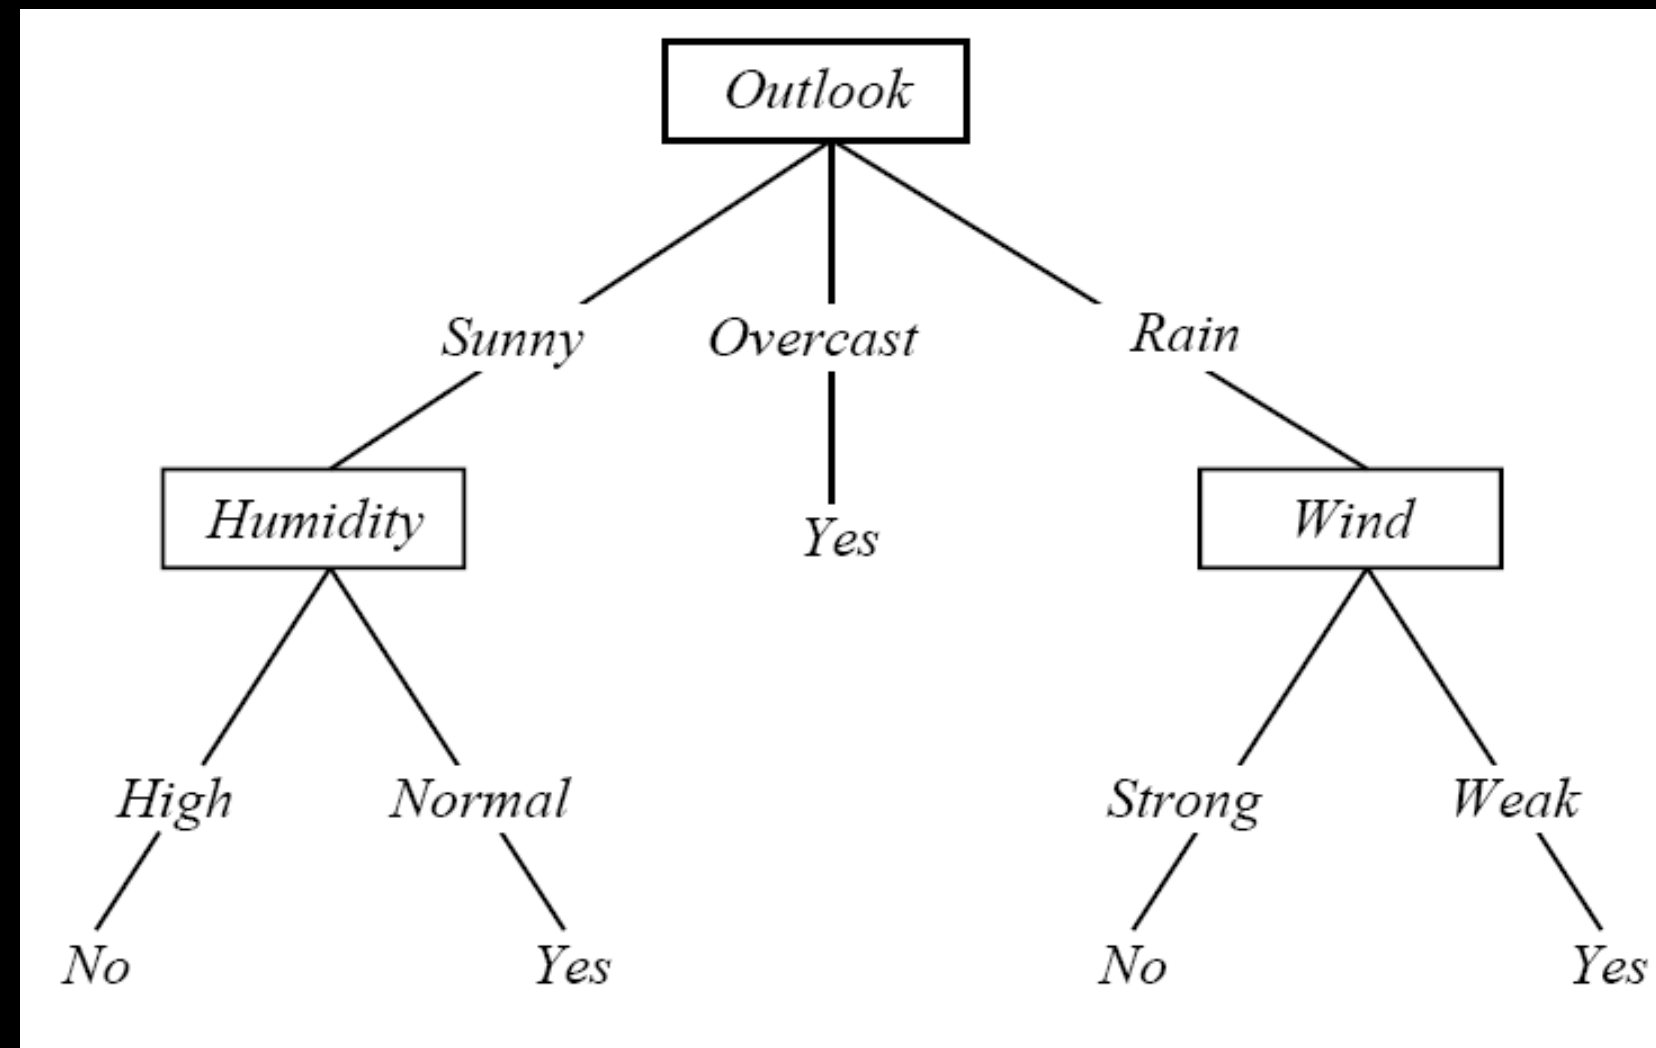 Outlook
Sunny Overcast Rain
Humidity Yes Wind
High Normal Strong Weak
No Yes No Yes